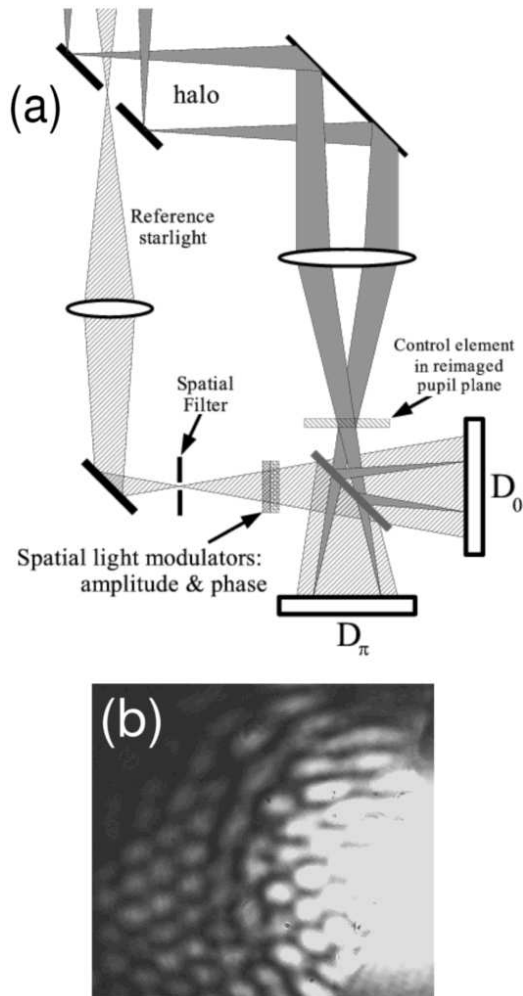 (a)
halo
Reference
starlight
Control element
in reimaged
pupil plane
Spatial
Filter
D₀
Spatial light modulators:
amplitude & phase
Dπ
(b)